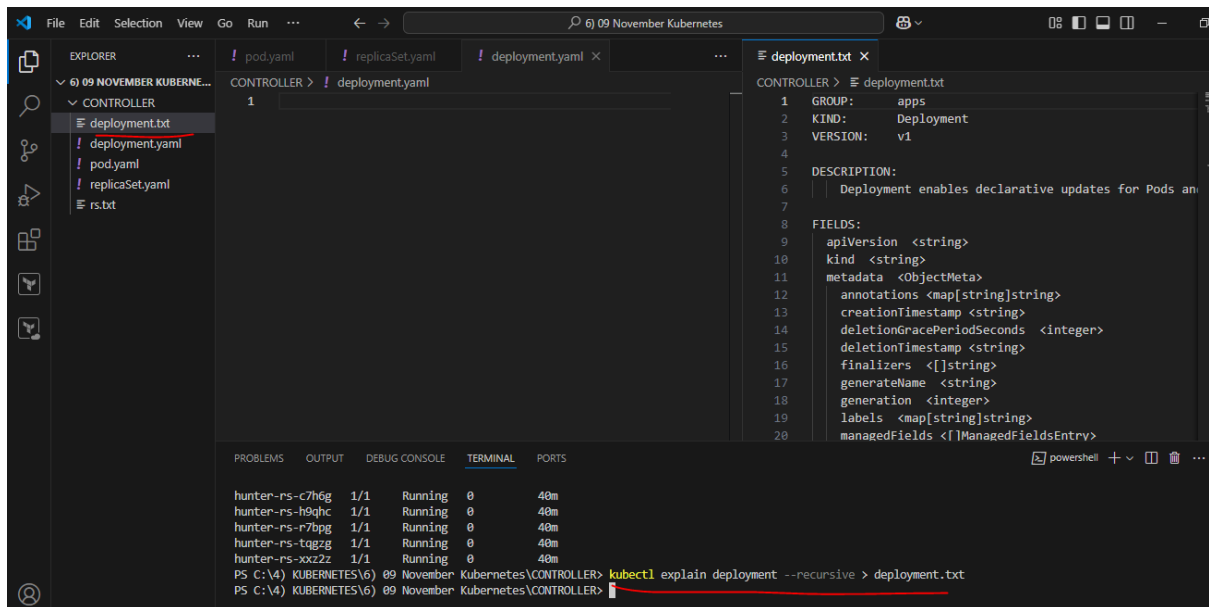 File Edit Selection View Go Run ··· ← → 6) 09 November Kubernetes
EXPLORER ···
6) 09 NOVEMBER KUBERNE...
CONTROLLER
deployment.txt
! deployment.yaml
! pod.yaml
! replicaSet.yaml
rs.txt
! pod.yaml ! replicaSet.yaml ! deployment.yaml × ···
CONTROLLER > ! deployment.yaml
1
deployment.txt ×
CONTROLLER > deployment.txt
1 GROUP: apps
2 KIND: Deployment
3 VERSION: v1
4
5 DESCRIPTION:
6 Deployment enables declarative updates for Pods an
7
8 FIELDS:
9 apiVersion <string>
10 kind <string>
11 metadata <ObjectMeta>
12 annotations <map[string]string>
13 creationTimestamp <string>
14 deletionGracePeriodSeconds <integer>
15 deletionTimestamp <string>
16 finalizers <[]string>
17 generateName <string>
18 generation <integer>
19 labels <map[string]string>
20 managedFields <[]ManagedFieldsEntry>
PROBLEMS OUTPUT DEBUG CONSOLE TERMINAL PORTS
powershell
hunter-rs-c7h6g 1/1 Running 0 40m
hunter-rs-h9qhc 1/1 Running 0 40m
hunter-rs-r7bpg 1/1 Running 0 40m
hunter-rs-tqgzg 1/1 Running 0 40m
hunter-rs-xxz2z 1/1 Running 0 40m
PS C:\4) KUBERNETES\6) 09 November Kubernetes\CONTROLLER> kubectl explain deployment --recursive > deployment.txt
PS C:\4) KUBERNETES\6) 09 November Kubernetes\CONTROLLER>